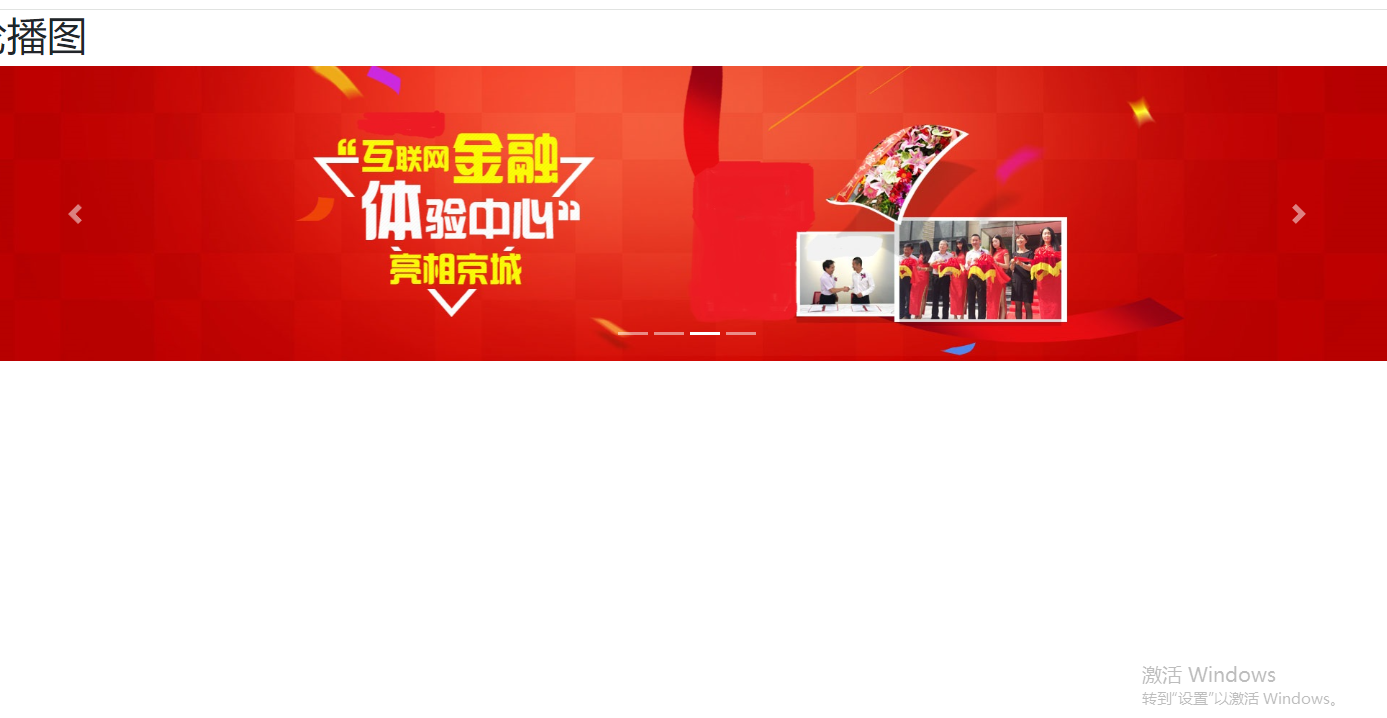 播图
“互联网金融
体验中心”
亮相京城
激活 Windows
转到“设置”以激活 Windows。